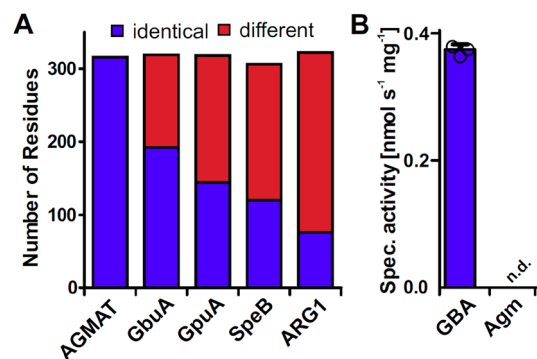 A
identical different
Number of Residues
300
200
100
0
AGMAT GbuA GpuA SpeB ARG1
B
Spec. activity [nmol s⁻¹ mg⁻¹]
0.4
0.2
0.0
n.d.
GBA Agm